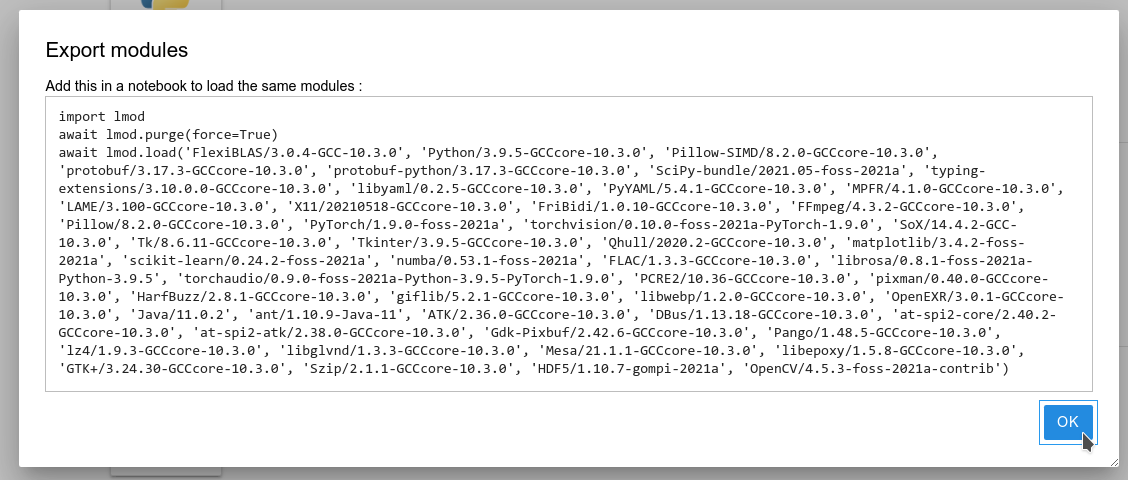 Export modules
Add this in a notebook to load the same modules :
import lmod
await lmod.purge(force=True)
await lmod.load('FlexiBLAS/3.0.4-GCC-10.3.0', 'Python/3.9.5-GCCcore-10.3.0', 'Pillow-SIMD/8.2.0-GCCcore-10.3.0',
'protobuf/3.17.3-GCCcore-10.3.0', 'protobuf-python/3.17.3-GCCcore-10.3.0', 'SciPy-bundle/2021.05-foss-2021a', 'typing-
extensions/3.10.0.0-GCCcore-10.3.0', 'libyaml/0.2.5-GCCcore-10.3.0', 'PyYAML/5.4.1-GCCcore-10.3.0', 'MPFR/4.1.0-GCCcore-10.3.0',
'LAME/3.100-GCCcore-10.3.0', 'X11/20210518-GCCcore-10.3.0', 'FriBidi/1.0.10-GCCcore-10.3.0', 'FFmpeg/4.3.2-GCCcore-10.3.0',
'Pillow/8.2.0-GCCcore-10.3.0', 'PyTorch/1.9.0-foss-2021a', 'torchvision/0.10.0-foss-2021a-PyTorch-1.9.0', 'SoX/14.4.2-GCC-
10.3.0', 'Tk/8.6.11-GCCcore-10.3.0', 'Tkinter/3.9.5-GCCcore-10.3.0', 'Qhull/2020.2-GCCcore-10.3.0', 'matplotlib/3.4.2-foss-
2021a', 'scikit-learn/0.24.2-foss-2021a', 'numba/0.53.1-foss-2021a', 'FLAC/1.3.3-GCCcore-10.3.0', 'librosa/0.8.1-foss-2021a-
Python-3.9.5', 'torchaudio/0.9.0-foss-2021a-Python-3.9.5-PyTorch-1.9.0', 'PCRE2/10.36-GCCcore-10.3.0', 'pixman/0.40.0-GCCcore-
10.3.0', 'HarfBuzz/2.8.1-GCCcore-10.3.0', 'giflib/5.2.1-GCCcore-10.3.0', 'libwebp/1.2.0-GCCcore-10.3.0', 'OpenEXR/3.0.1-GCCcore-
10.3.0', 'Java/11.0.2', 'ant/1.10.9-Java-11', 'ATK/2.36.0-GCCcore-10.3.0', 'DBus/1.13.18-GCCcore-10.3.0', 'at-spi2-core/2.40.2-
GCCcore-10.3.0', 'at-spi2-atk/2.38.0-GCCcore-10.3.0', 'Gdk-Pixbuf/2.42.6-GCCcore-10.3.0', 'Pango/1.48.5-GCCcore-10.3.0',
'lz4/1.9.3-GCCcore-10.3.0', 'libglvnd/1.3.3-GCCcore-10.3.0', 'Mesa/21.1.1-GCCcore-10.3.0', 'libepoxy/1.5.8-GCCcore-10.3.0',
'GTK+/3.24.30-GCCcore-10.3.0', 'Szip/2.1.1-GCCcore-10.3.0', 'HDF5/1.10.7-gompi-2021a', 'OpenCV/4.5.3-foss-2021a-contrib')
OK